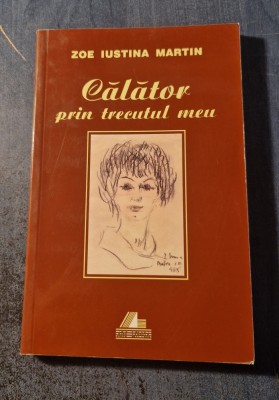 ZOE IUSTINA MARTIN
Călător
prin trecutul meu